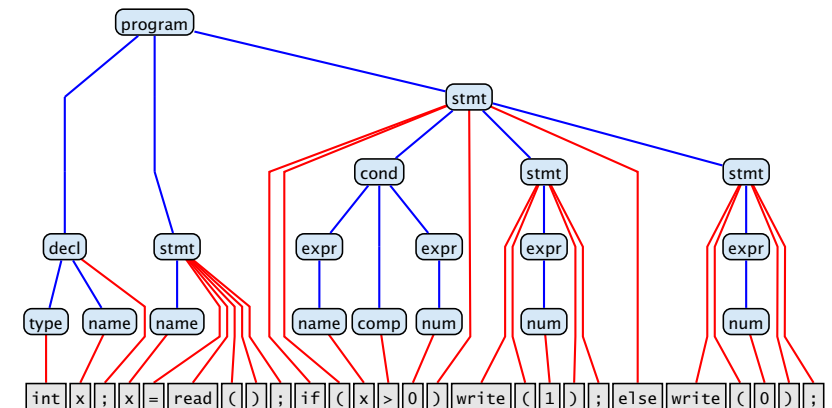 program
stmt
cond stmt stmt
decl stmt expr expr expr expr
type name name name comp num num num
int x ; x = read ( ) ; if ( x > 0 ) write ( 1 ) ; else write ( 0 ) ;